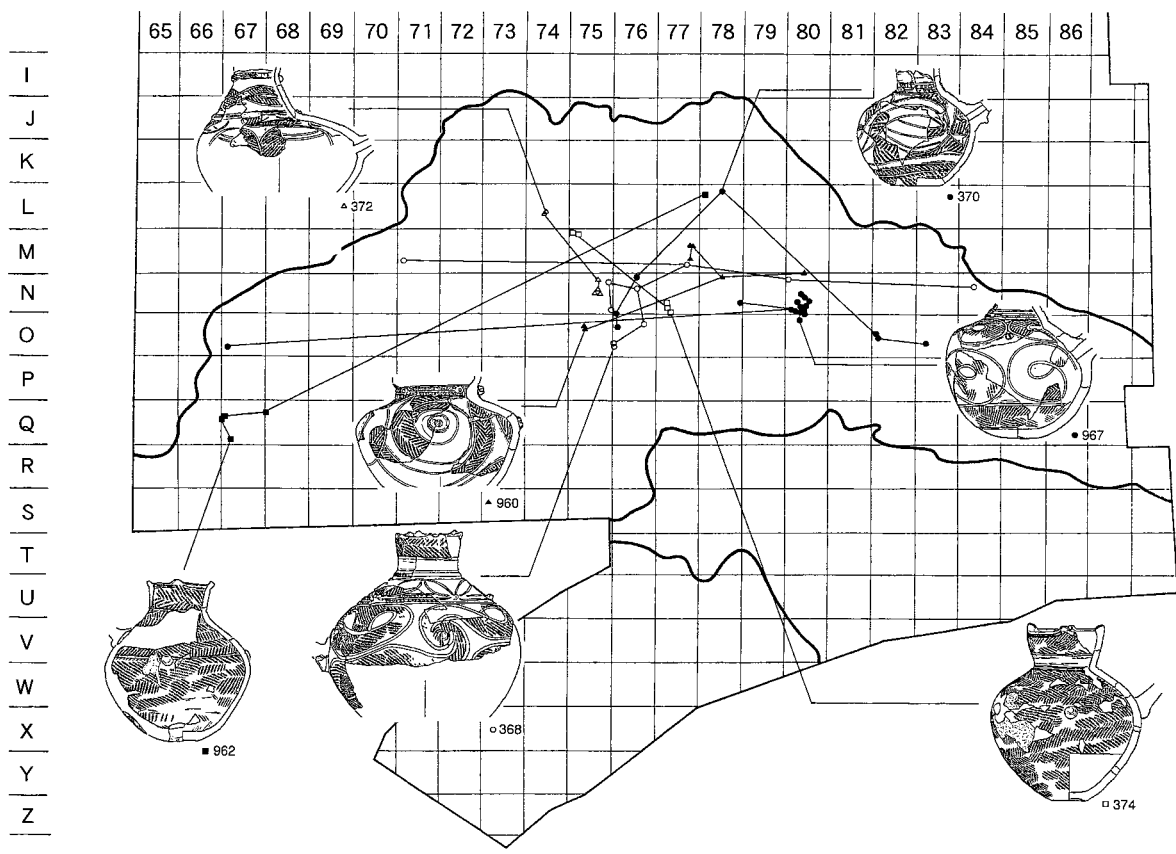 65 66 67 68 69 70 71 72 73 74 75 76 77 78 79 80 81 82 83 84 85 86
I
J
K
L
M
N
O
P
Q
R
S
T
U
V
W
X
Y
Z
△ 372
● 370
● 967
▲ 960
○ 368
■ 962
□ 374